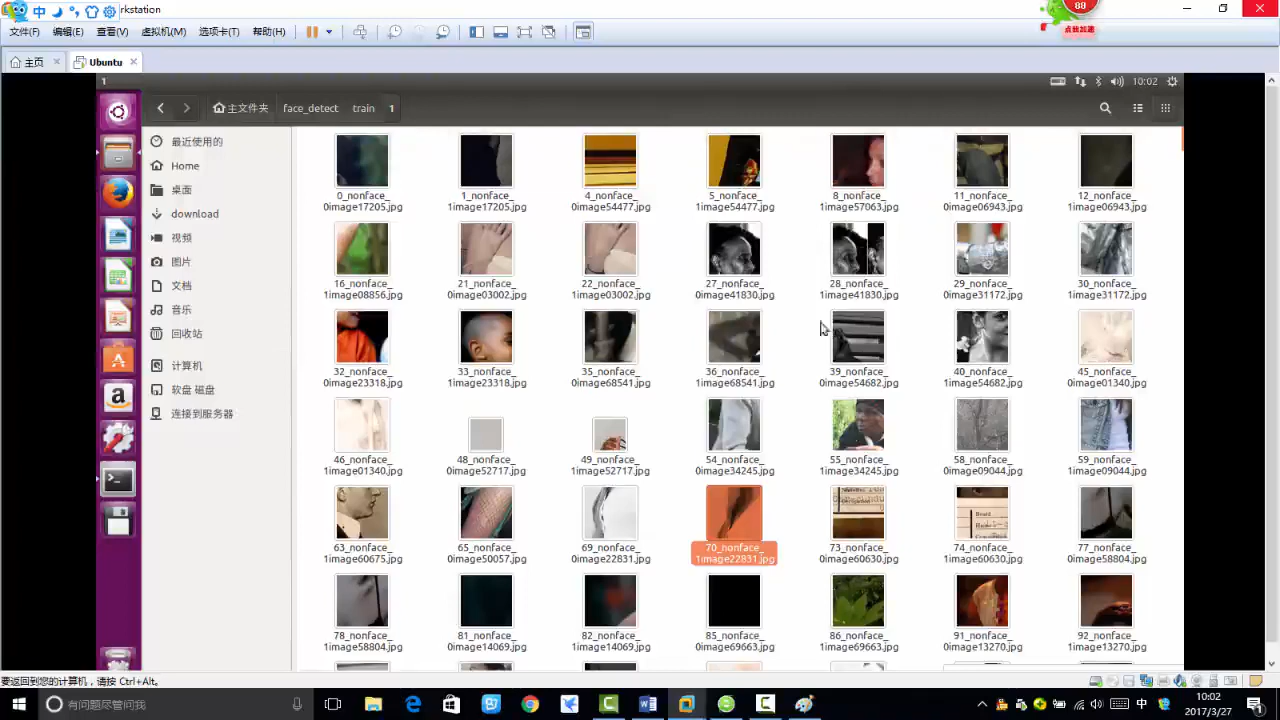 中
rkstation
88
点我加速
文件(F) 编辑(E) 查看(V) 虚拟机(M) 选项卡(T) 帮助(H)
主页 Ubuntu
1 10:02
主文件夹 face_detect train 1
最近使用的
Home
桌面
download
视频
图片
文档
音乐
回收站
计算机
软盘 磁盘
连接到服务器
0_nonface_ 1_nonface_ 4_nonface_ 5_nonface_ 8_nonface_ 11_nonface_ 12_nonface_
0image17205.jpg 1image17205.jpg 0image54477.jpg 1image54477.jpg 1image57063.jpg 0image06943.jpg 1image06943.jpg
16_nonface_ 21_nonface_ 22_nonface_ 27_nonface_ 28_nonface_ 29_nonface_ 30_nonface_
1image08856.jpg 0image03002.jpg 1image03002.jpg 0image41830.jpg 1image41830.jpg 0image31172.jpg 1image31172.jpg
32_nonface_ 33_nonface_ 35_nonface_ 36_nonface_ 39_nonface_ 40_nonface_ 45_nonface_
0image23318.jpg 1image23318.jpg 0image68541.jpg 1image68541.jpg 0image54682.jpg 1image54682.jpg 0image01340.jpg
46_nonface_ 48_nonface_ 49_nonface_ 54_nonface_ 55_nonface_ 58_nonface_ 59_nonface_
1image01340.jpg 0image52717.jpg 1image52717.jpg 0image34245.jpg 1image34245.jpg 0image09044.jpg 1image09044.jpg
63_nonface_ 65_nonface_ 69_nonface_ 70_nonface_ 73_nonface_ 74_nonface_ 77_nonface_
1image60675.jpg 0image50057.jpg 0image22831.jpg 1image22831.jpg 0image60630.jpg 1image60630.jpg 0image58804.jpg
78_nonface_ 81_nonface_ 82_nonface_ 85_nonface_ 86_nonface_ 91_nonface_ 92_nonface_
1image58804.jpg 0image14069.jpg 1image14069.jpg 0image69663.jpg 1image69663.jpg 0image13270.jpg 1image13270.jpg
要返回到您的计算机，请按 Ctrl+Alt。
有问题尽管问我
中
10:02
2017/3/27